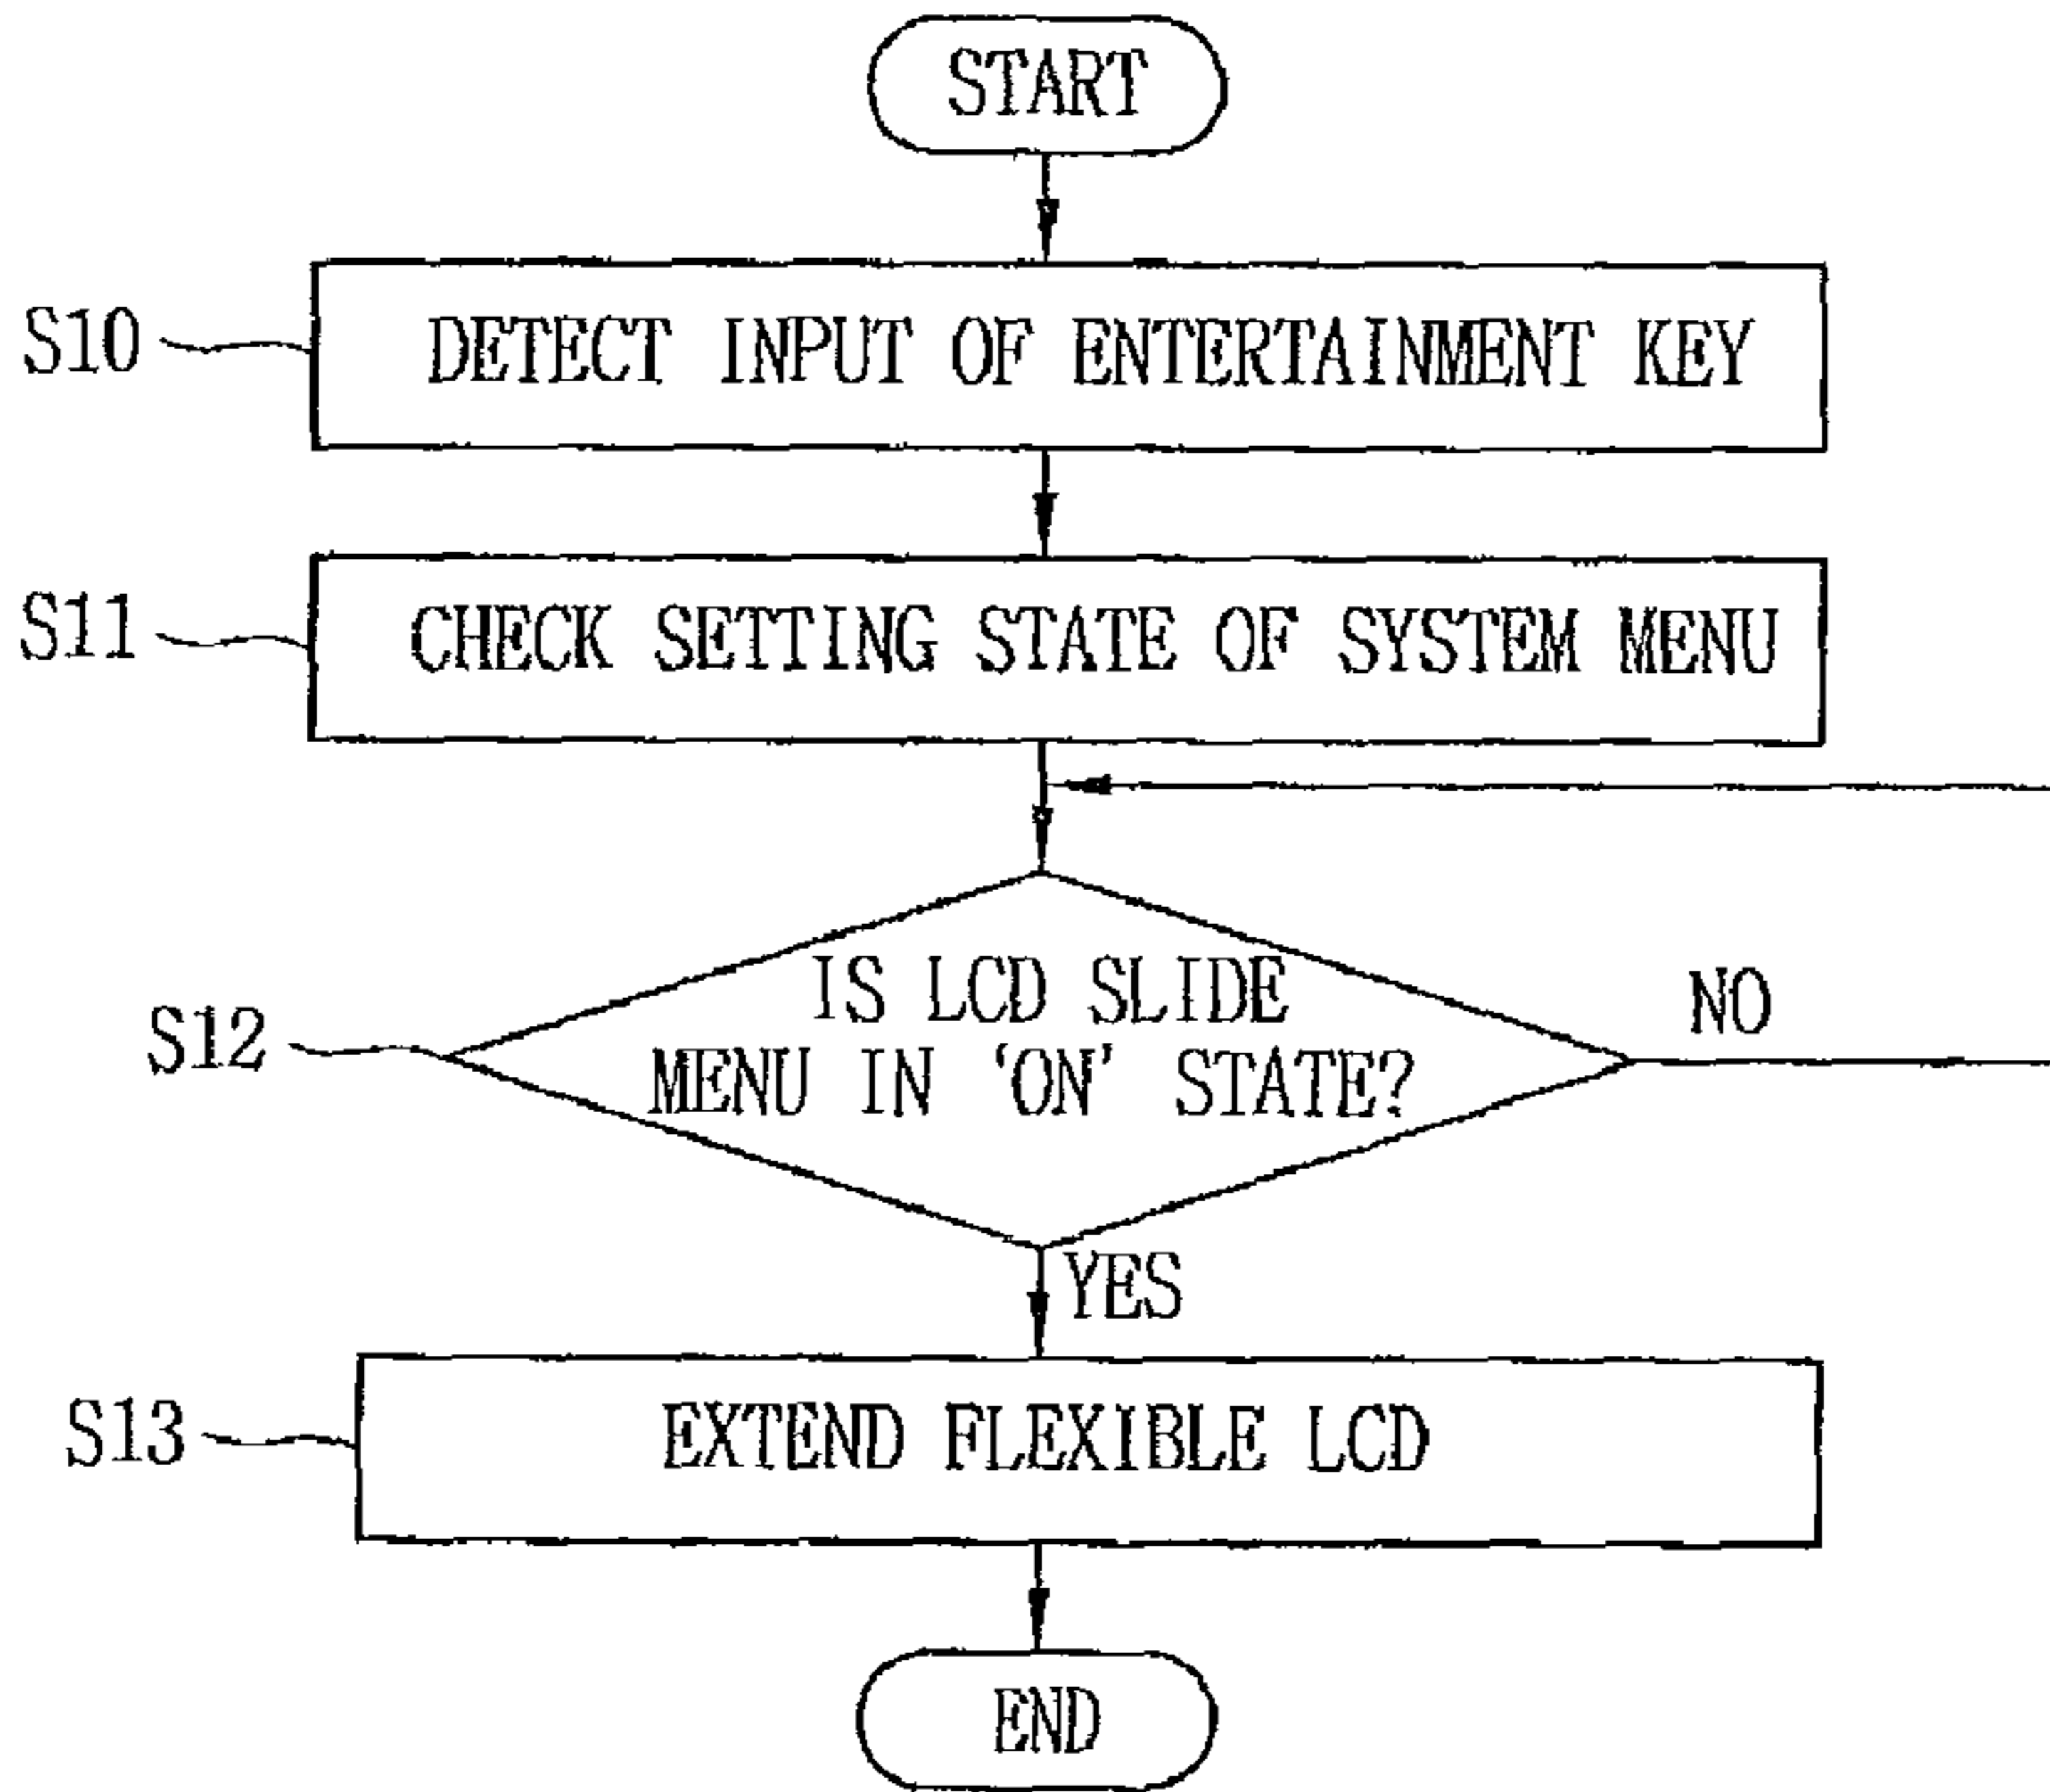 START
S10
DETECT INPUT OF ENTERTAINMENT KEY
S11
CHECK SETTING STATE OF SYSTEM MENU
S12
IS LCD SLIDE
MENU IN ‘ON’ STATE?
NO
YES
S13
EXTEND FLEXIBLE LCD
END